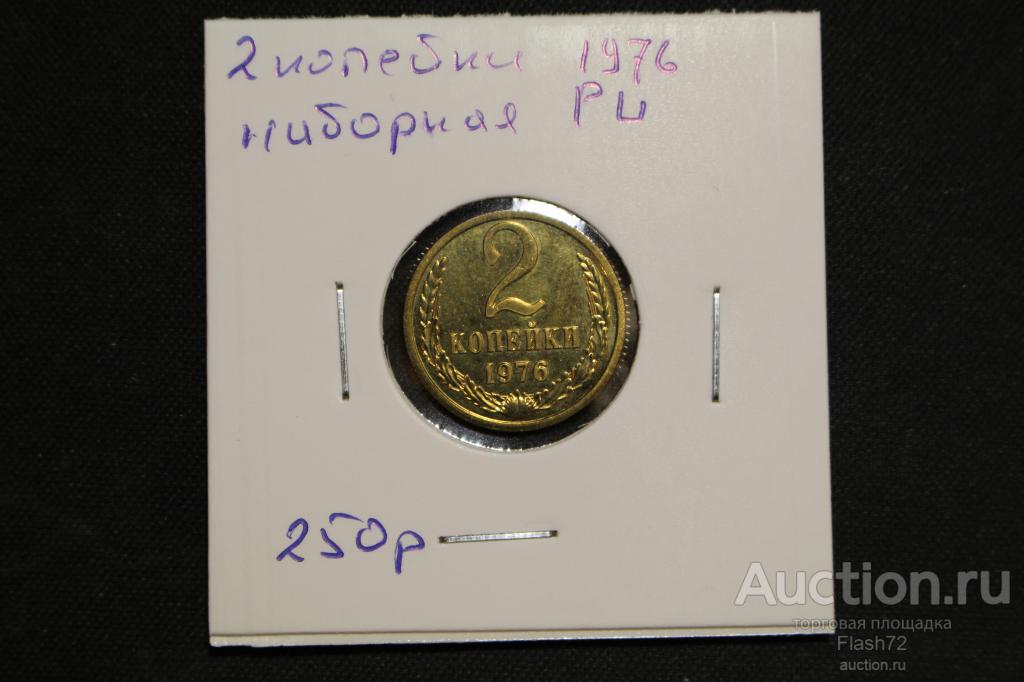 2 копейки 1976
наборная РЦ
2
КОПЕЙКИ
1976
250р
Auction.ru
торговая площадка
Flash72
auction.ru